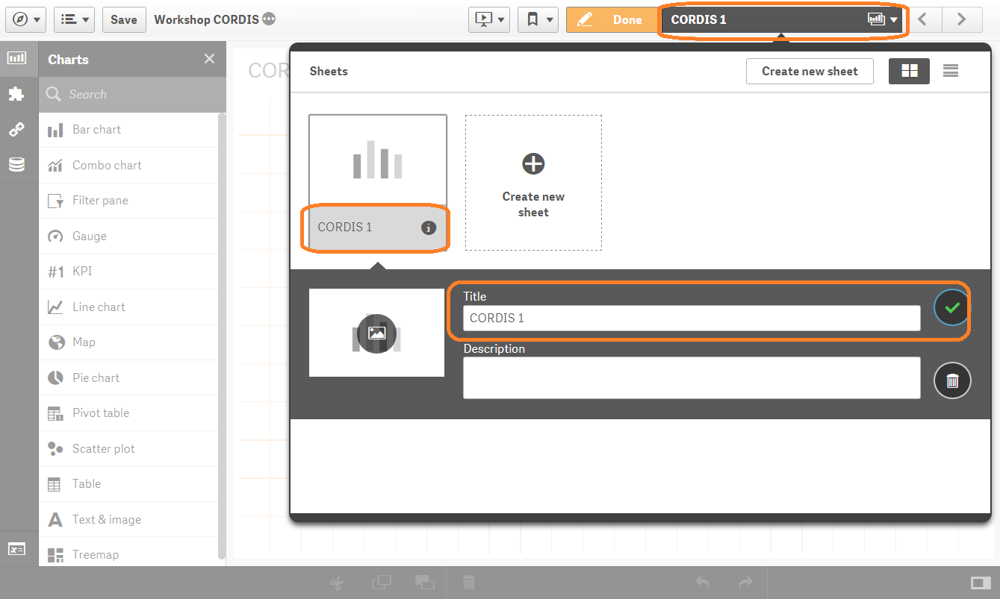 Save
Workshop CORDIS
Done
CORDIS 1
Charts
Search
Bar chart
Combo chart
Filter pane
Gauge
#1 KPI
Line chart
Map
Pie chart
Pivot table
Scatter plot
Table
A Text & image
Treemap
x=
COR
Sheets
Create new sheet
CORDIS 1
i
Create new
sheet
Title
CORDIS 1
Description